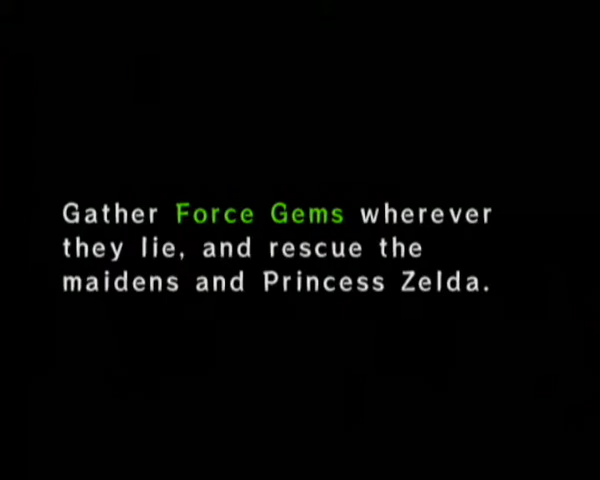 Gather Force Gems wherever
they lie, and rescue the
maidens and Princess Zelda.